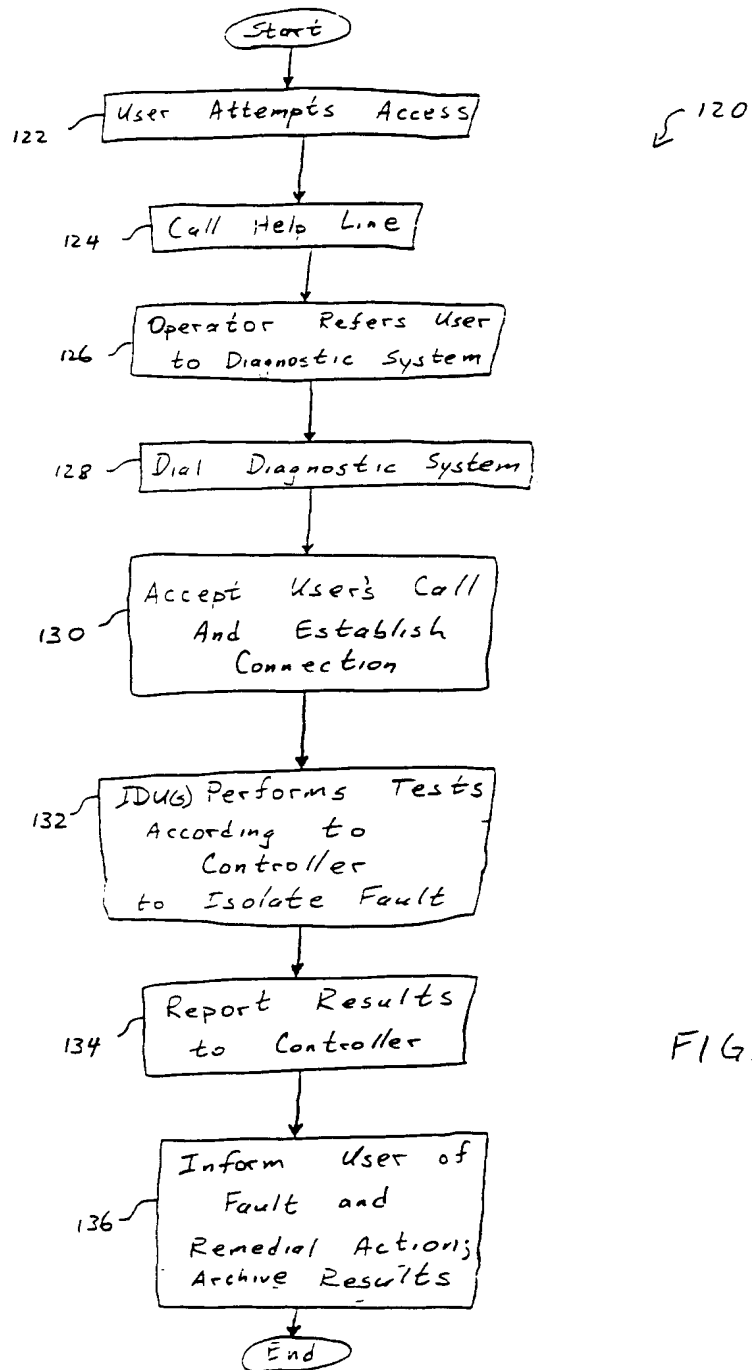 Start
User Attempts Access
122
120
Call Help Line
124
Operator Refers User
to Diagnostic System
126
Dial Diagnostic System
128
Accept User's Call
And Establish
Connection
130
IDU(s) Performs Tests
According to
Controller
to Isolate Fault
132
Report Results
to Controller
134
FIG.
Inform User of
Fault and
Remedial Action;
Archive Results
136
End